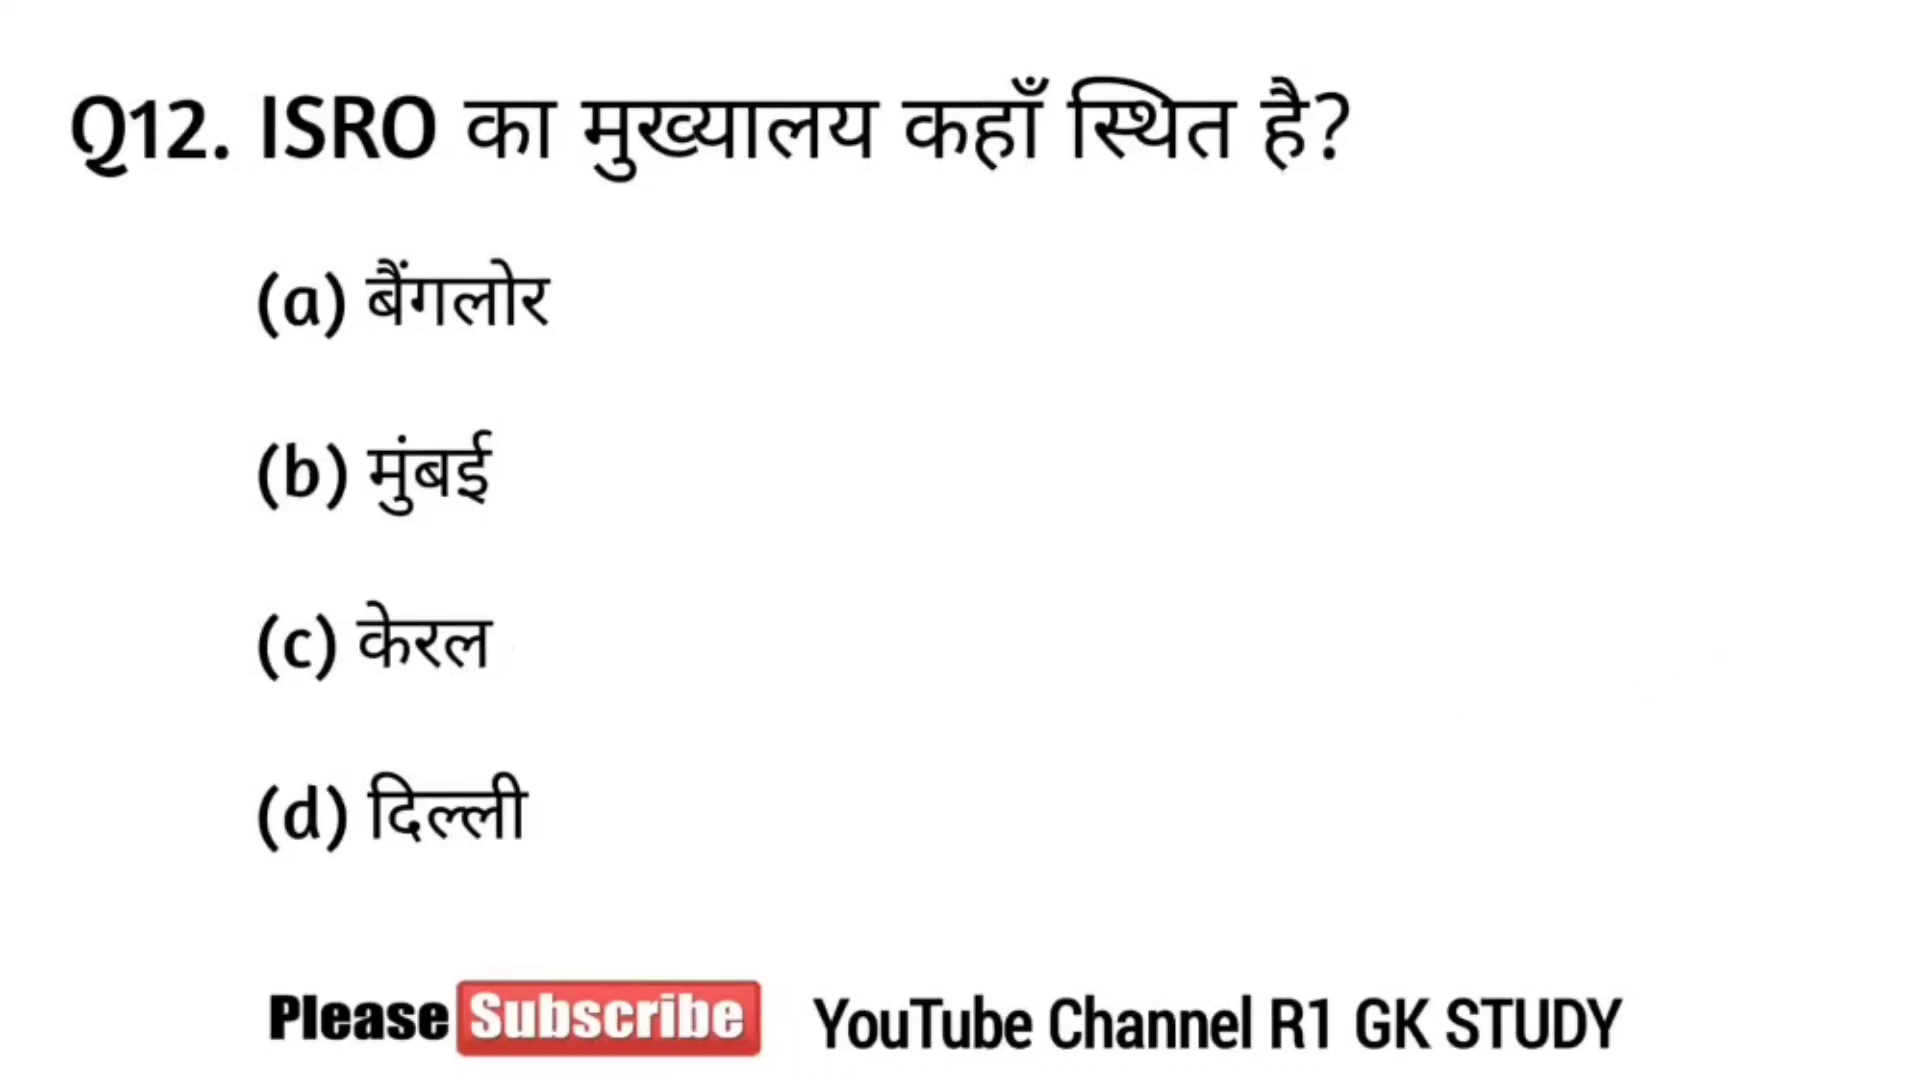 Q12. ISRO का मुख्यालय कहाँ स्थित है?
(a) बैंगलोर
(b) मुंबई
(c) केरल
(d) दिल्ली
Please Subscribe YouTube Channel R1 GK STUDY